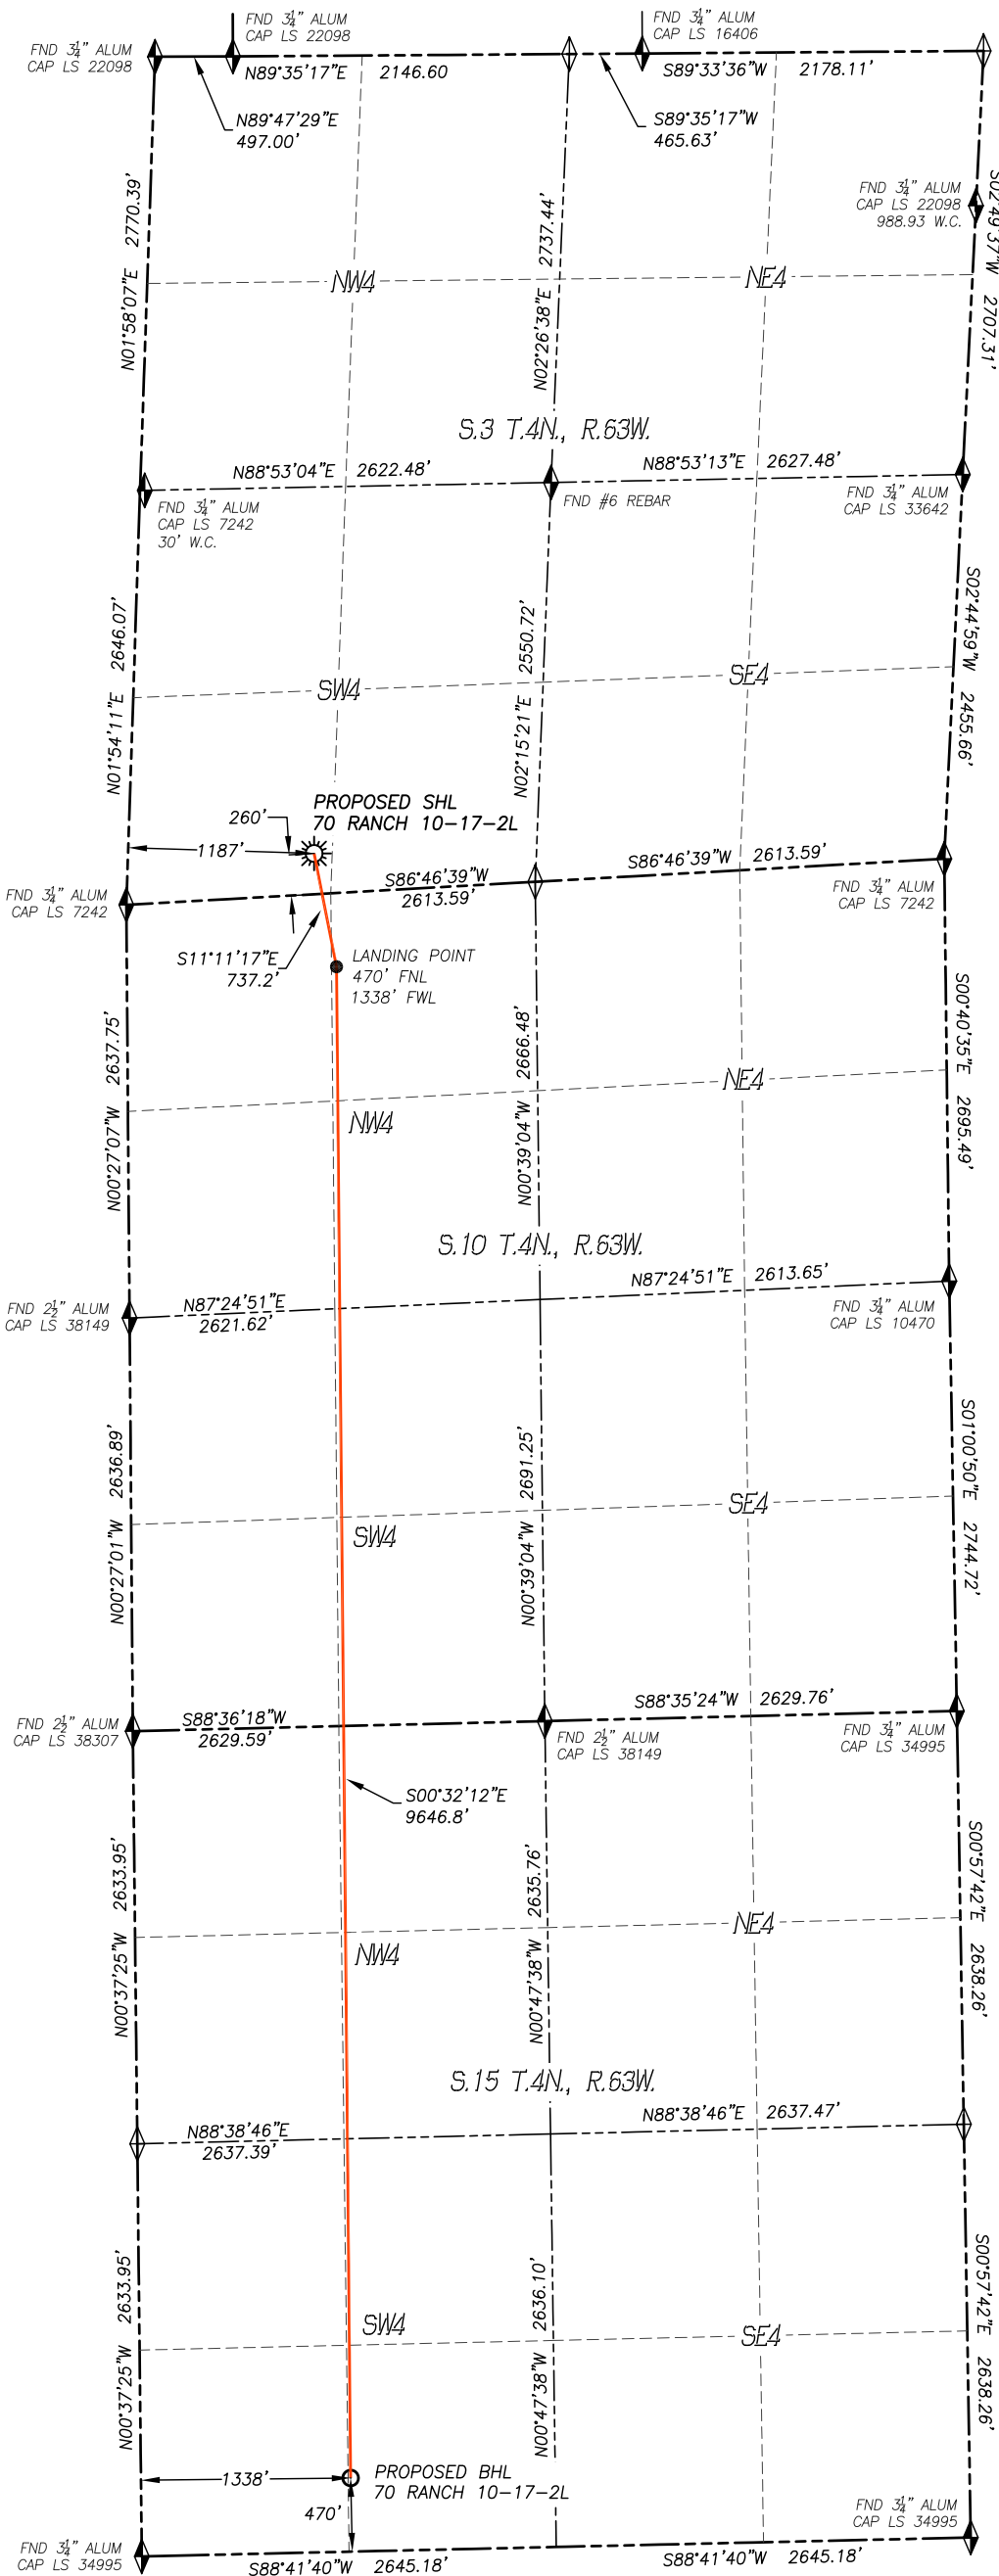 FND 3¼" ALUM
CAP LS 22098
FND 3¼" ALUM
CAP LS 22098
FND 3¼" ALUM
CAP LS 16406
N89°35'17"E 2146.60
S89°33'36"W 2178.11'
N89°47'29"E
497.00'
S89°35'17"W
465.63'
FND 3¼" ALUM
CAP LS 22098
988.93 W.C.
N01°58'07"E 2770.39'
N02°26'38"E 2737.44'
S02°49'37"W 2707.31'
NW4
NE4
S.3 T.4N., R.63W.
N88°53'04"E 2622.48'
N88°53'13"E 2627.48'
FND 3¼" ALUM
CAP LS 7242
30' W.C.
FND #6 REBAR
FND 3¼" ALUM
CAP LS 33642
N01°54'11"E 2646.07'
N02°15'21"E 2550.72'
S02°44'59"W 2455.66'
SW4
SE4
PROPOSED SHL
70 RANCH 10-17-2L
260'
1187'
S86°46'39"W
2613.59'
S86°46'39"W 2613.59'
FND 3¼" ALUM
CAP LS 7242
FND 3¼" ALUM
CAP LS 7242
S11°11'17"E
737.2'
LANDING POINT
470' FNL
1338' FWL
N00°27'07"W 2637.75'
N00°39'04"W 2666.48'
S00°40'35"E 2695.49'
NW4
NE4
S.10 T.4N., R.63W.
N87°24'51"E
2621.62'
N87°24'51"E 2613.65'
FND 2½" ALUM
CAP LS 38149
FND 3¼" ALUM
CAP LS 10470
N00°27'01"W 2636.89'
N00°39'04"W 2691.25'
S01°00'50"E 2744.72'
SW4
SE4
S88°36'18"W
2629.59'
S88°35'24"W 2629.76'
FND 2½" ALUM
CAP LS 38307
FND 2½" ALUM
CAP LS 38149
FND 3¼" ALUM
CAP LS 34995
S00°32'12"E
9646.8'
N00°37'25"W 2633.95'
N00°47'38"W 2635.76'
S00°57'42"E 2638.26'
NW4
NE4
S.15 T.4N., R.63W.
N88°38'46"E
2637.39'
N88°38'46"E 2637.47'
N00°37'25"W 2633.95'
N00°47'38"W 2636.10'
S00°57'42"E 2638.26'
SW4
SE4
1338'
PROPOSED BHL
70 RANCH 10-17-2L
470'
FND 3¼" ALUM
CAP LS 34995
FND 3¼" ALUM
CAP LS 34995
S88°41'40"W 2645.18'
S88°41'40"W 2645.18'